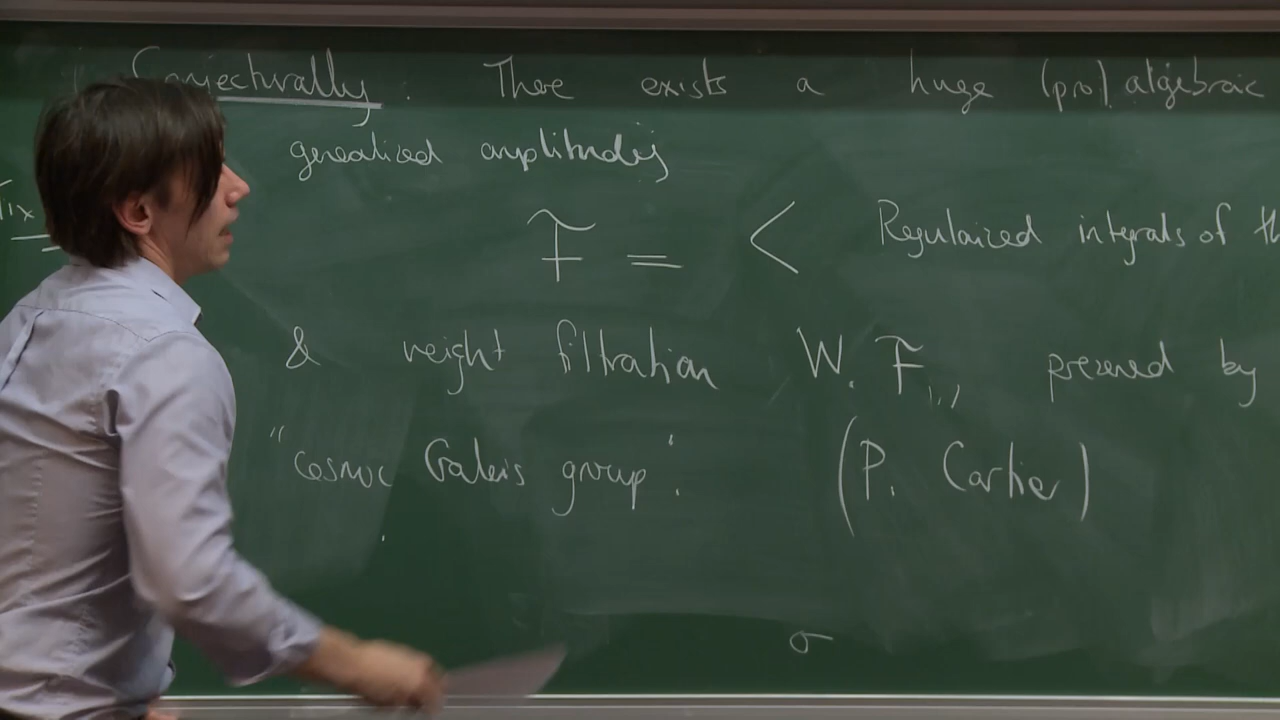 Conjecturally : There exists a huge (pro) algebraic
generalized amplitudes
F̃ = < Regularized integrals of th
& weight filtration W. F̃,,, preserved by
"Cosmic Galois group". (P. Cartier)
σ